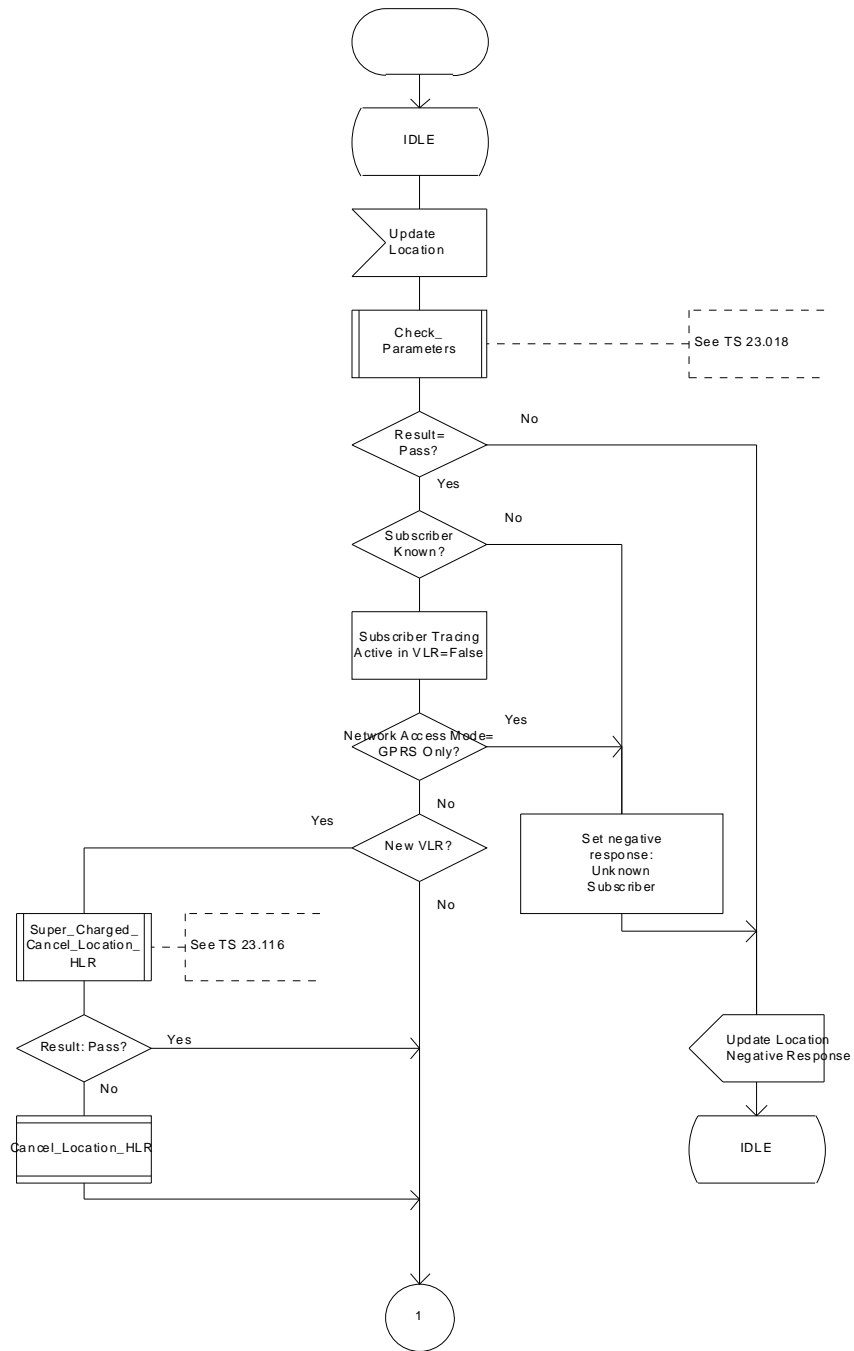 IDLE
Update
Location
Check_
Parameters
See TS 23.018
Result=
Pass?
No
Yes
Subscriber
Known?
No
Subscriber Tracing
Active in VLR=False
Network Access Mode=
GPRS Only?
Yes
No
New VLR?
Yes
No
Set negative
response:
Unknown
Subscriber
Super_Charged_
Cancel_Location_
HLR
See TS 23.116
Result: Pass?
Yes
No
Update Location
Negative Response
Cancel_Location_HLR
IDLE
1